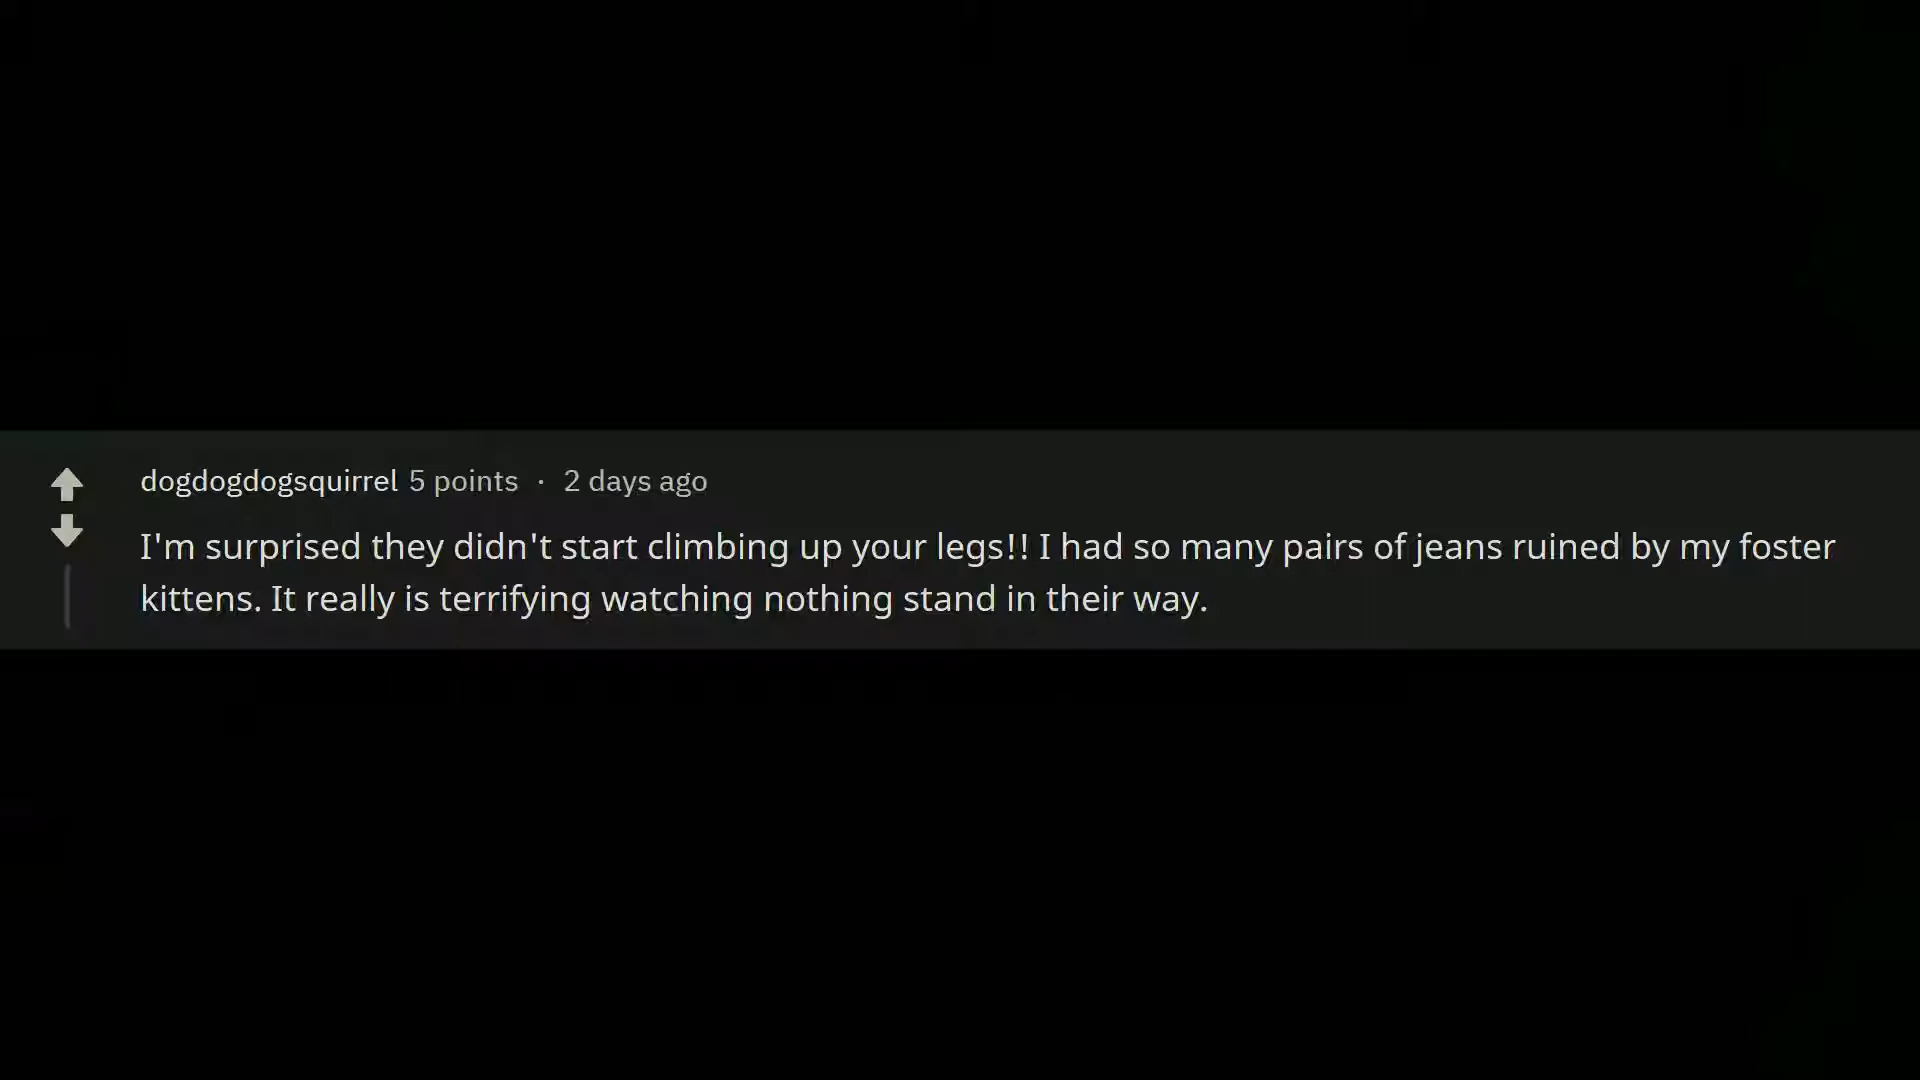 dogdogdogsquirrel 5 points · 2 days ago
I'm surprised they didn't start climbing up your legs!! I had so many pairs of jeans ruined by my foster
kittens. It really is terrifying watching nothing stand in their way.